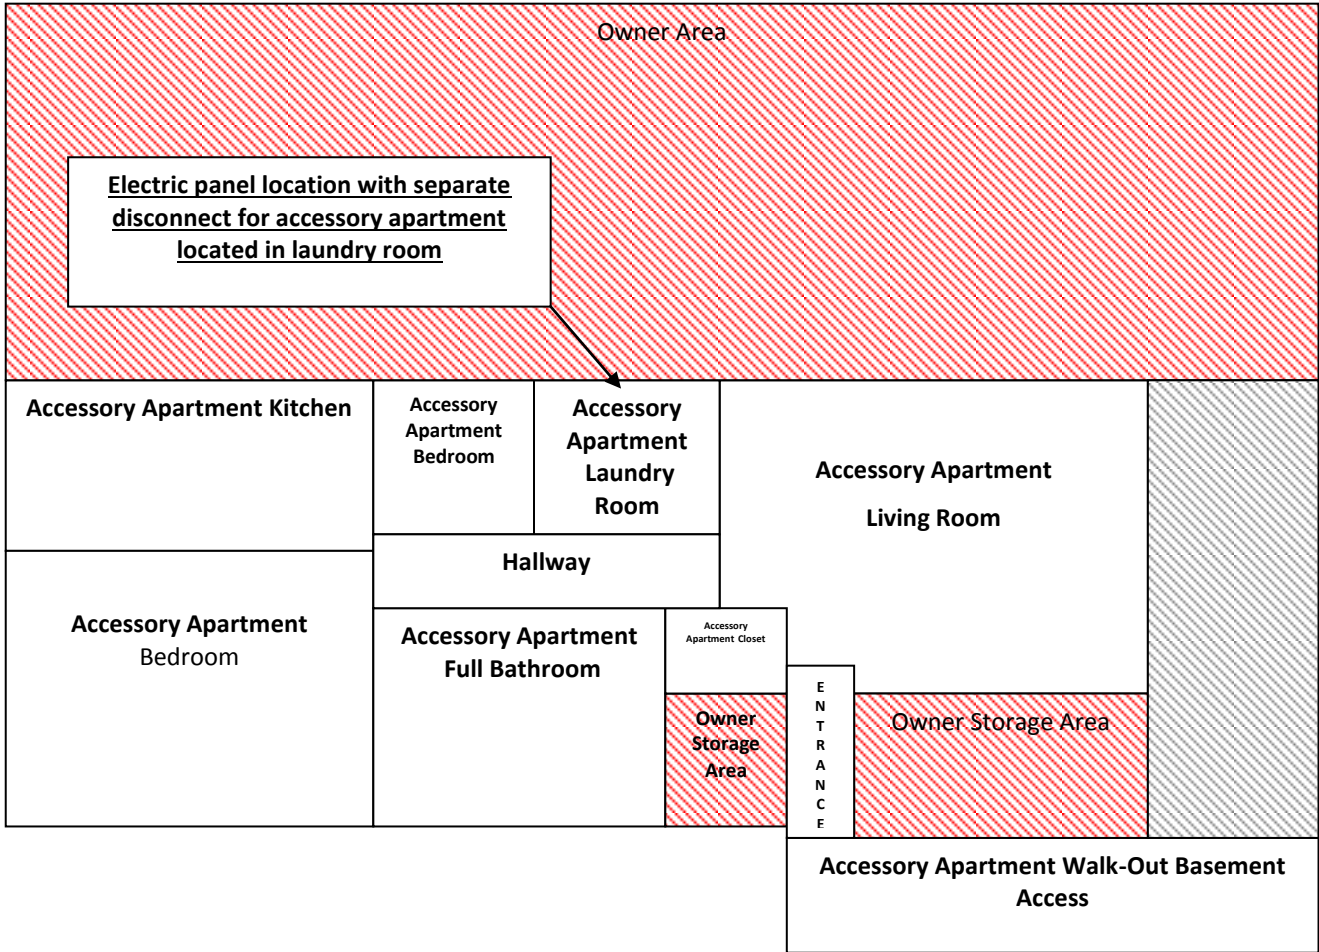 Owner Area
Electric panel location with separate
disconnect for accessory apartment
located in laundry room
Accessory Apartment Kitchen
Accessory
Apartment
Bedroom
Accessory
Apartment
Laundry
Room
Accessory Apartment
Living Room
Hallway
Accessory Apartment
Bedroom
Accessory Apartment
Full Bathroom
Accessory
Apartment Closet
Owner
Storage
Area
E
N
T
R
A
N
C
E
Owner Storage Area
Accessory Apartment Walk-Out Basement
Access